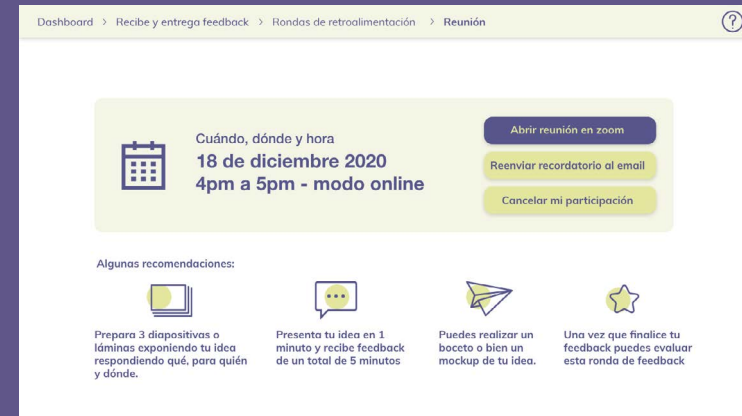 Dashboard > Recibe y entrega feedback > Rondas de retroalimentación > Reunión
?
Cuándo, dónde y hora
18 de diciembre 2020
4pm a 5pm - modo online
Abrir reunión en zoom
Reenviar recordatorio al email
Cancelar mi participación
Algunas recomendaciones:
Prepara 3 diapositivas o
láminas exponiendo tu idea
respondiendo qué, para quién
y dónde.
Presenta tu idea en 1
minuto y recibe feedback
de un total de 5 minutos
Puedes realizar un
boceto o bien un
mockup de tu idea.
Una vez que finalice tu
feedback puedes evaluar
esta ronda de feedback